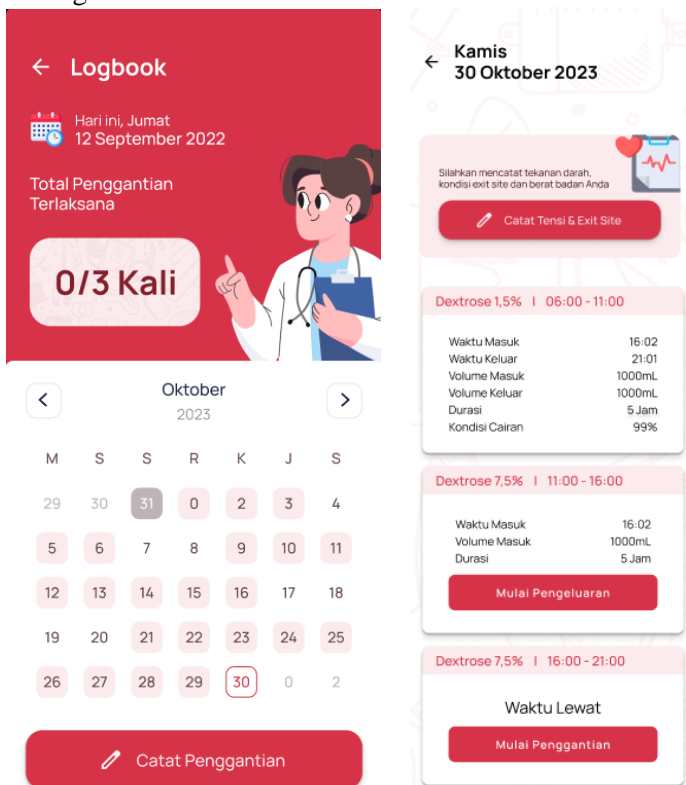 Logbook
Hari ini, Jumat
12 September 2022
Total Penggantian
Terlaksana
0/3 Kali
Oktober
2023
M S S R K J S
29 30 31 0 2 3 4
5 6 7 8 9 10 11
12 13 14 15 16 17 18
19 20 21 22 23 24 25
26 27 28 29 30 0 2
Catat Penggantian
Kamis
30 Oktober 2023
Silahkan mencatat tekanan darah,
kondisi exit site dan berat badan Anda
Catat Tensi & Exit Site
Dextrose 1,5% | 06:00 - 11:00
Waktu Masuk 16:02
Waktu Keluar 21:01
Volume Masuk 1000mL
Volume Keluar 1000mL
Durasi 5 Jam
Kondisi Cairan 99%
Dextrose 7,5% | 11:00 - 16:00
Waktu Masuk 16:02
Volume Masuk 1000mL
Durasi 5 Jam
Mulai Pengeluaran
Dextrose 7,5% | 16:00 - 21:00
Waktu Lewat
Mulai Penggantian